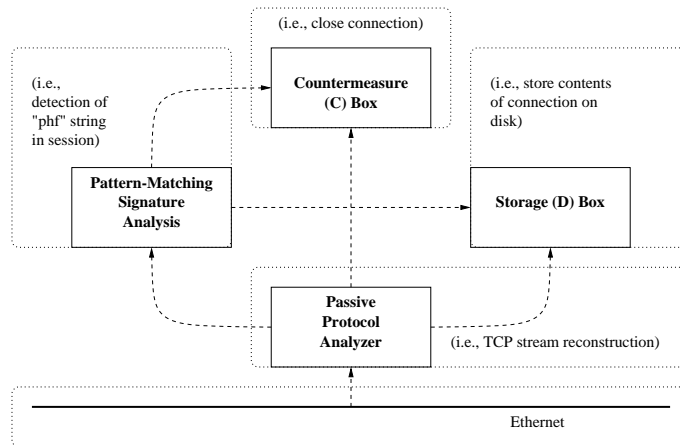 (i.e., close connection)
Countermeasure
(C) Box
(i.e.,
detection of
"phf" string
in session)
(i.e., store contents
of connection on
disk)
Pattern-Matching
Signature
Analysis
Storage (D) Box
Passive
Protocol
Analyzer
(i.e., TCP stream reconstruction)
Ethernet